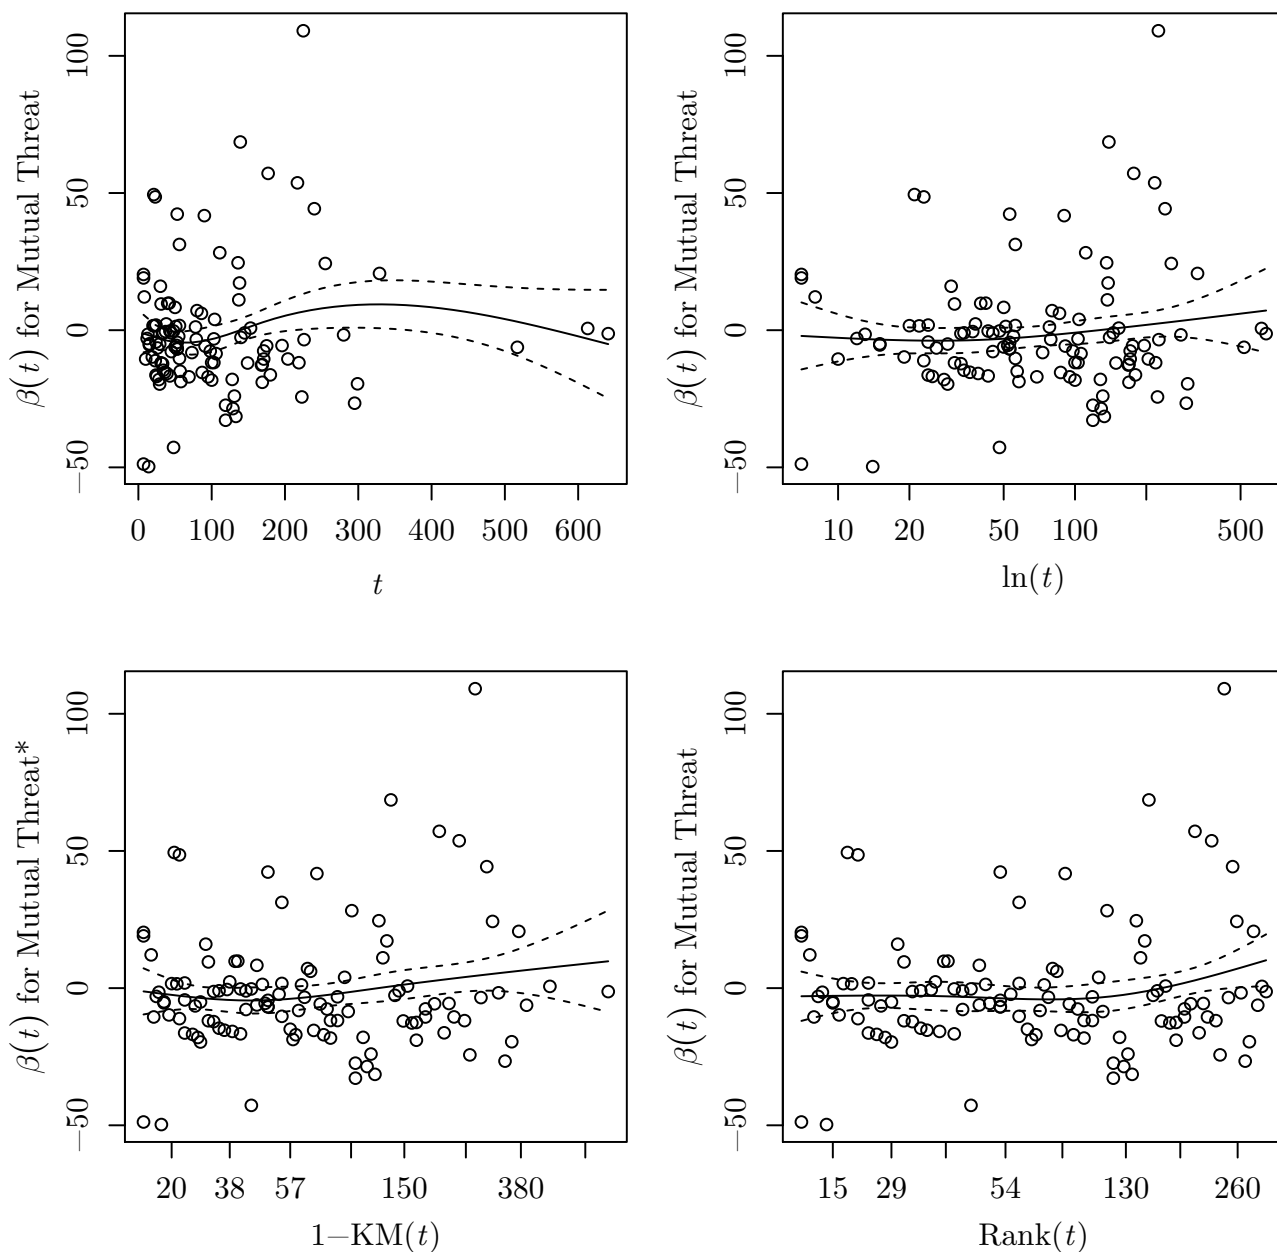 β(t) for Mutual Threat
100
50
0
−50
0 100 200 300 400 500 600
t
β(t) for Mutual Threat
100
50
0
−50
10 20 50 100 500
ln(t)
β(t) for Mutual Threat*
100
50
0
−50
20 38 57 150 380
1−KM(t)
β(t) for Mutual Threat
100
50
0
−50
15 29 54 130 260
Rank(t)